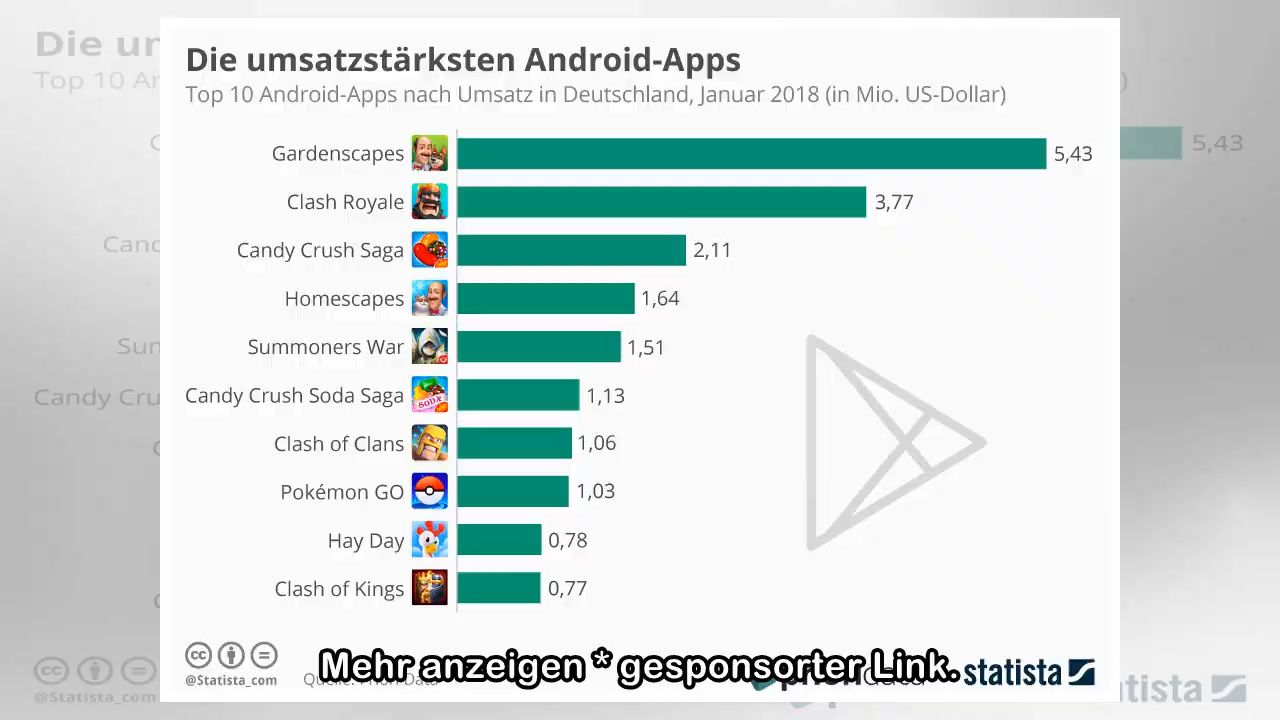 Die umsatzstärksten Android-Apps
Top 10 Android-Apps nach Umsatz in Deutschland, Januar 2018 (in Mio. US-Dollar)
Gardenscapes 5,43
Clash Royale 3,77
Candy Crush Saga 2,11
Homescapes 1,64
Summoners War 1,51
Candy Crush Soda Saga SODA 1,13
Clash of Clans 1,06
Pokémon GO 1,03
Hay Day 0,78
Clash of Kings 0,77
Mehr anzeigen * gesponsorter Link.
cc
@Statista_com
statista